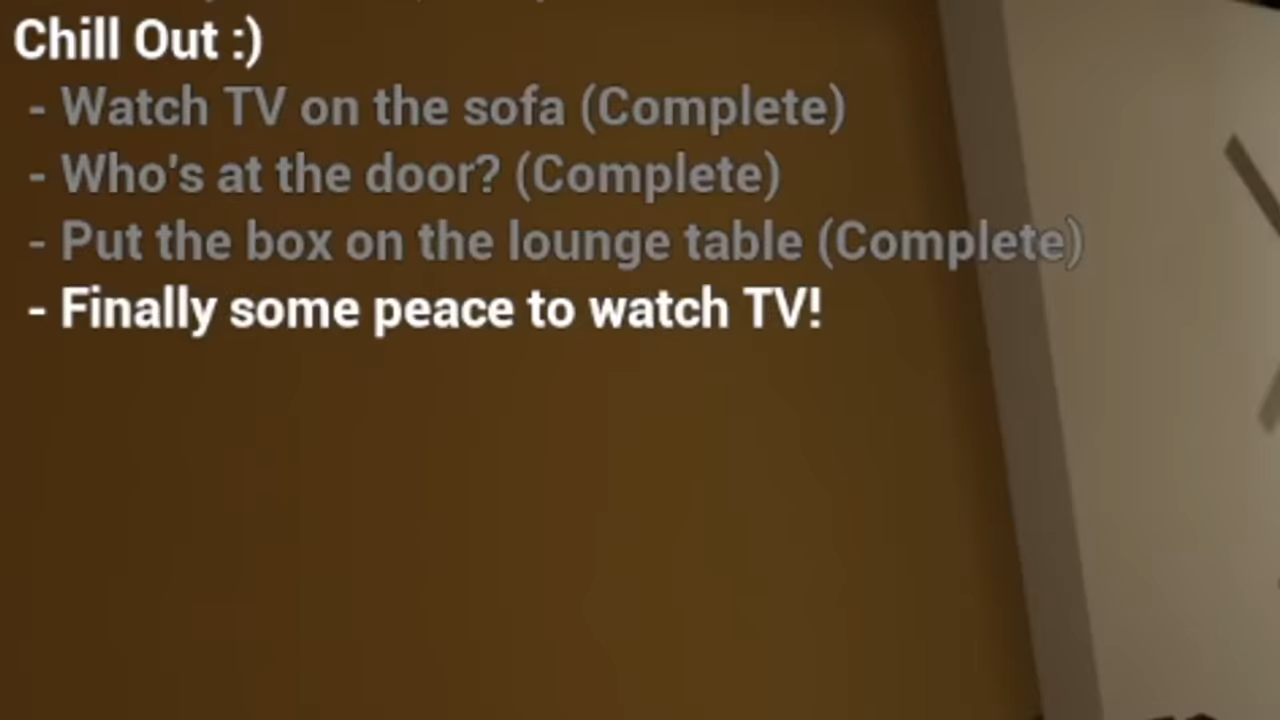 Chill Out :)
- Watch TV on the sofa (Complete)
- Who's at the door? (Complete)
- Put the box on the lounge table (Complete)
- Finally some peace to watch TV!